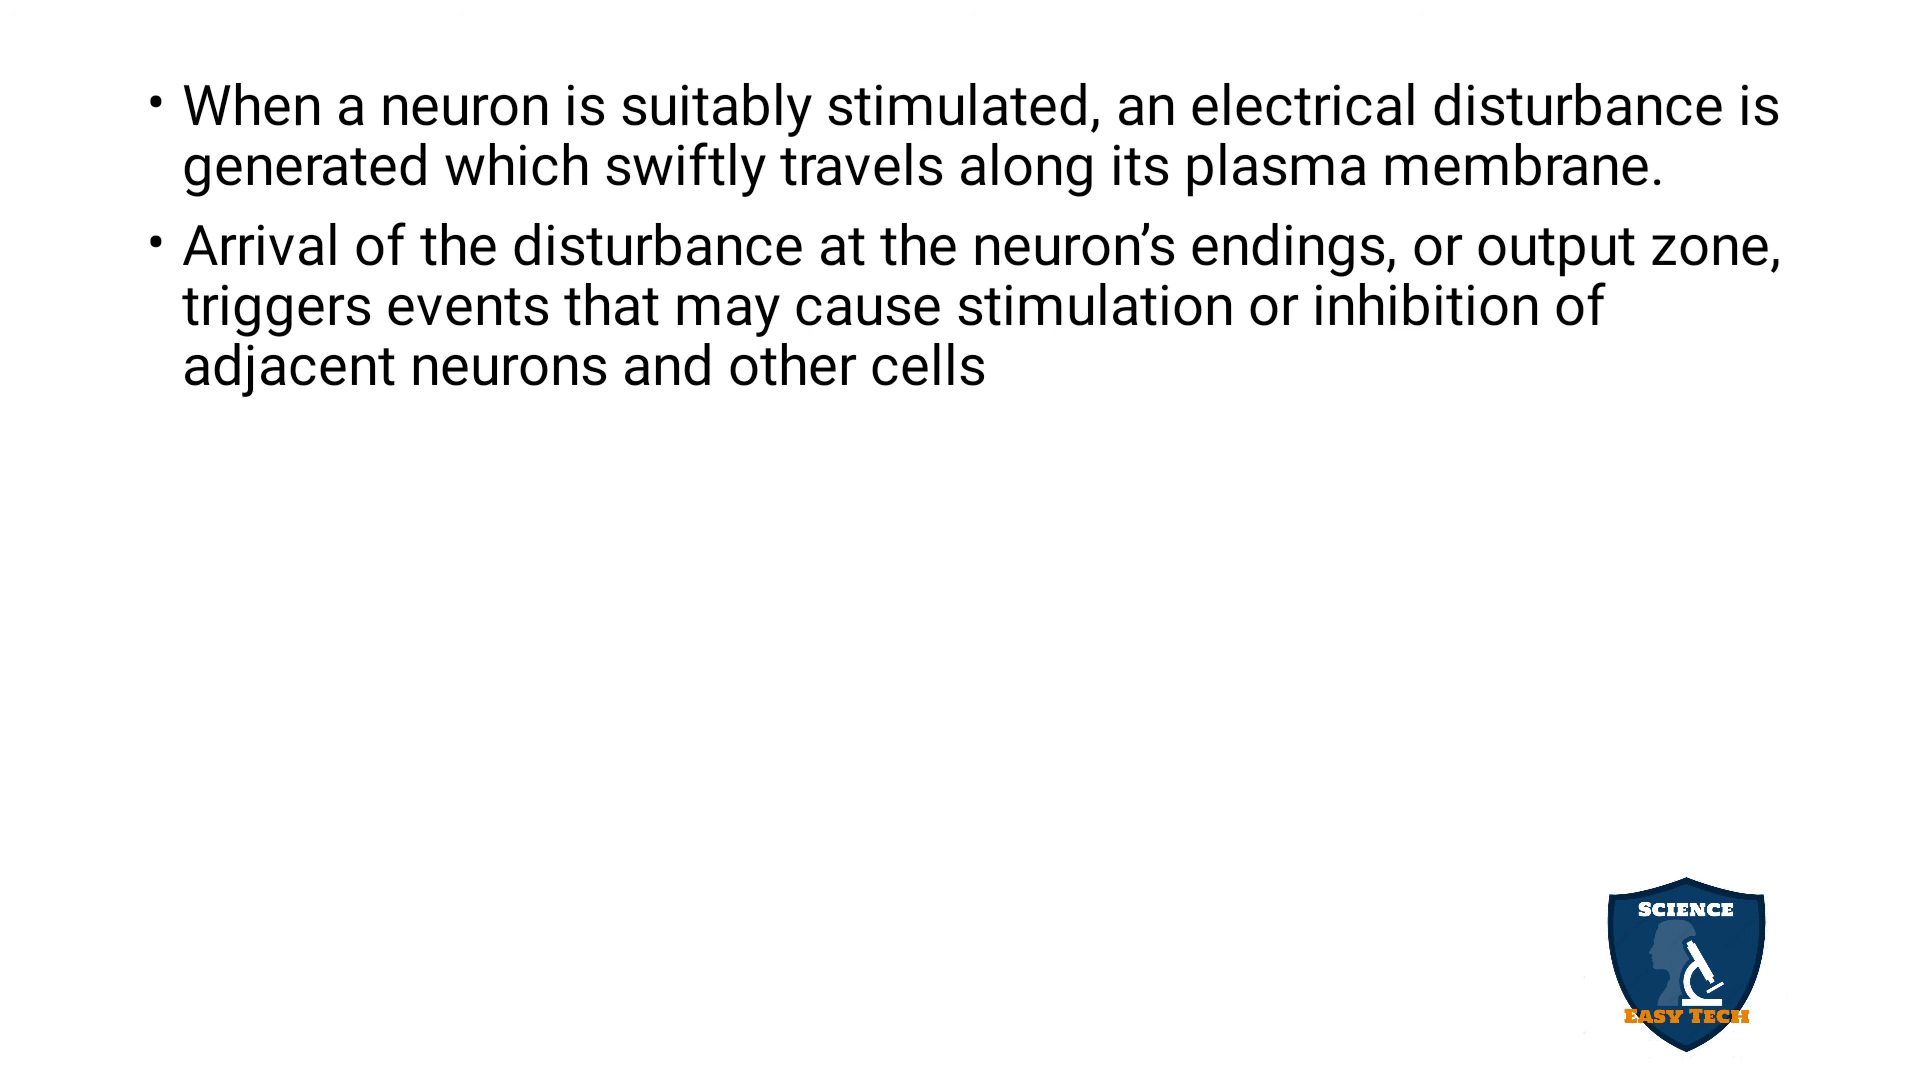 • When a neuron is suitably stimulated, an electrical disturbance is
generated which swiftly travels along its plasma membrane.
• Arrival of the disturbance at the neuron’s endings, or output zone,
triggers events that may cause stimulation or inhibition of
adjacent neurons and other cells
SCIENCE
EASY TECH